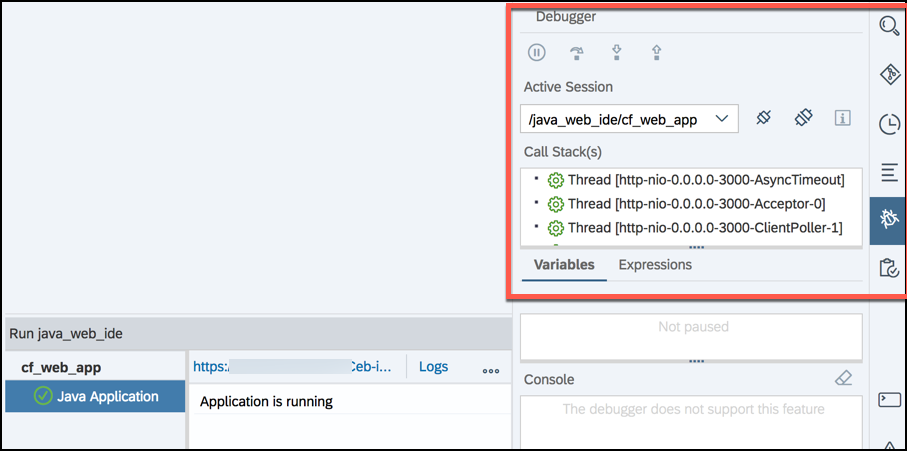 Debugger
Active Session
/java_web_ide/cf_web_app
Call Stack(s)
Thread [http-nio-0.0.0.0-3000-AsyncTimeout]
Thread [http-nio-0.0.0.0-3000-Acceptor-0]
Thread [http-nio-0.0.0.0-3000-ClientPoller-1]
Variables Expressions
Not paused
Console
The debugger does not support this feature
Run java_web_ide
cf_web_app
Java Application
https:/ eb-i... Logs
Application is running